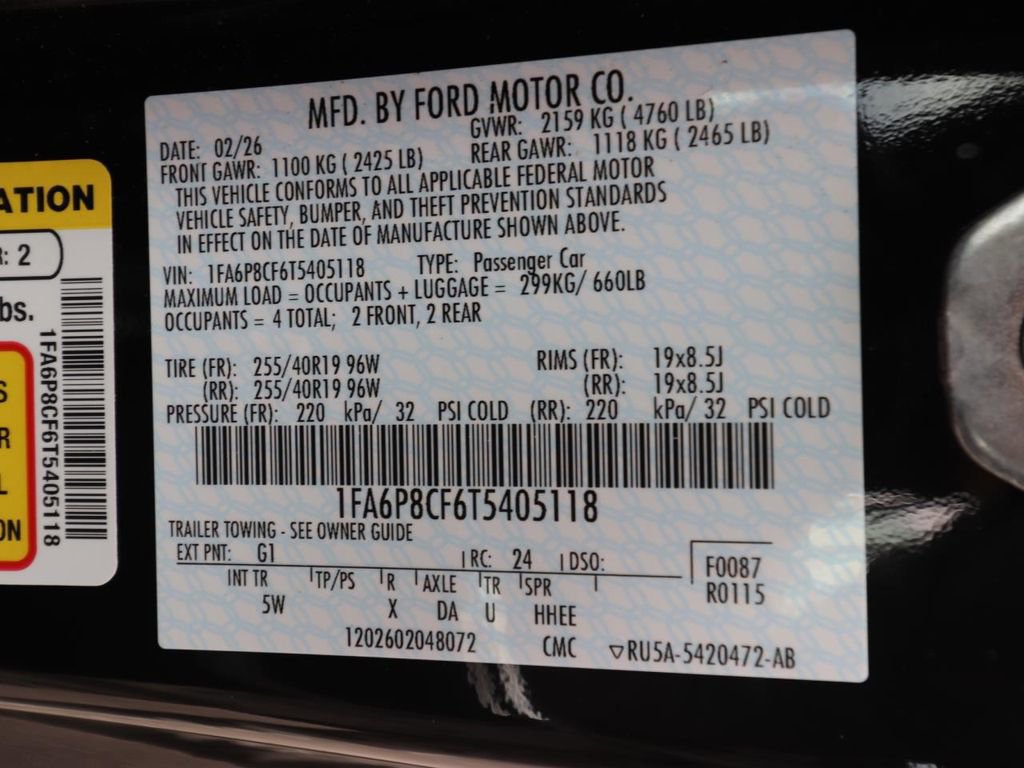 MFD. BY FORD MOTOR CO.
DATE: 02/26 GVWR: 2159 KG ( 4760 LB)
FRONT GAWR: 1100 KG ( 2425 LB) REAR GAWR: 1118 KG ( 2465 LB)
THIS VEHICLE CONFORMS TO ALL APPLICABLE FEDERAL MOTOR
VEHICLE SAFETY, BUMPER, AND THEFT PREVENTION STANDARDS
IN EFFECT ON THE DATE OF MANUFACTURE SHOWN ABOVE.
VIN: 1FA6P8CF6T5405118 TYPE: Passenger Car
MAXIMUM LOAD = OCCUPANTS + LUGGAGE = 299KG/ 660LB
OCCUPANTS = 4 TOTAL; 2 FRONT, 2 REAR
TIRE (FR): 255/40R19 96W RIMS (FR): 19x8.5J
(RR): 255/40R19 96W (RR): 19x8.5J
PRESSURE (FR): 220 kPa/ 32 PSI COLD (RR): 220 kPa/ 32 PSI COLD
1FA6P8CF6T5405118
TRAILER TOWING - SEE OWNER GUIDE
EXT PNT: G1 RC: 24 DSO:
F0087
R0115
INT TR TP/PS R AXLE TR SPR
5W X DA U HHEE
1202602048072 CMC ▽RU5A-5420472-AB
ATION
R: 2
bs.
1FA6P8CF6T5405118
S
R
L
ON